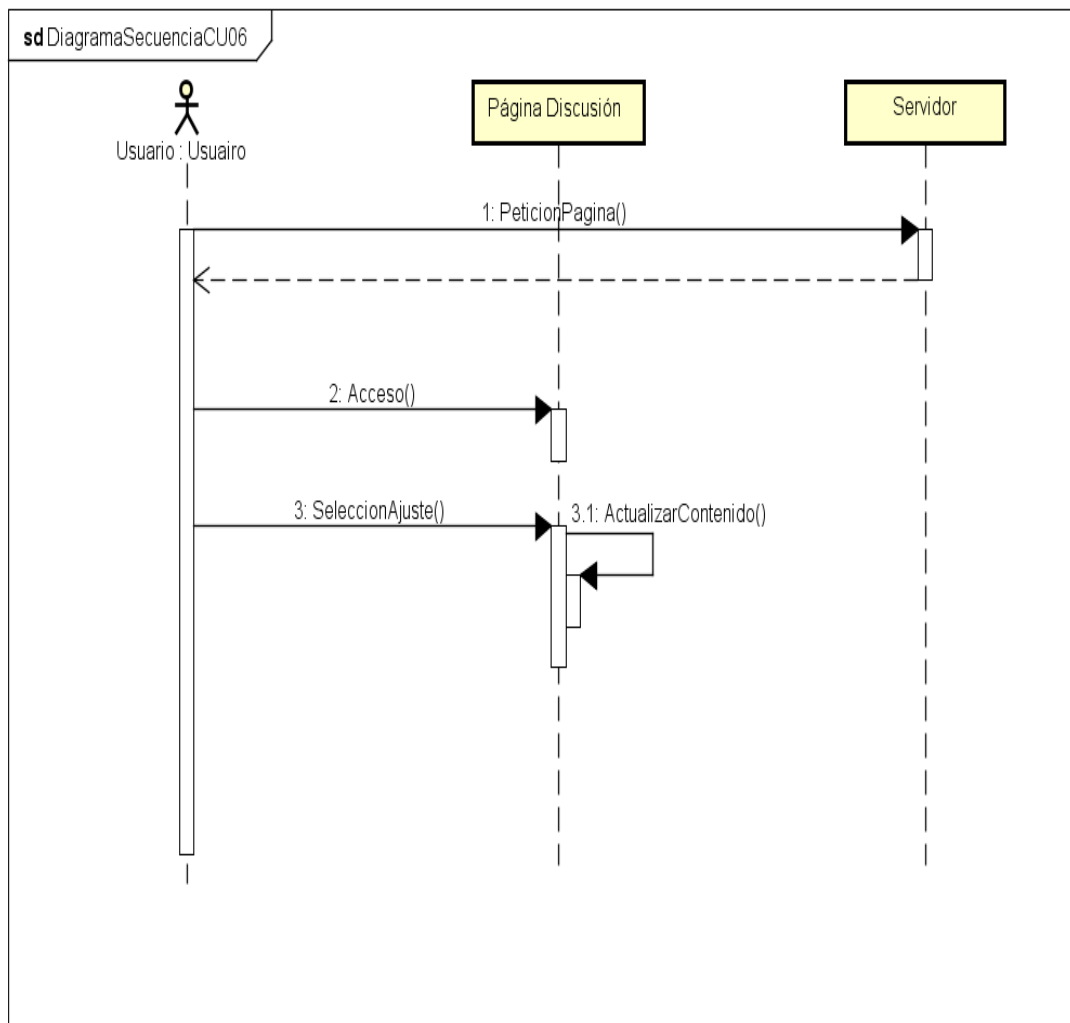 sd DiagramaSecuenciaCU06
Usuario : Usuairo
Página Discusión
Servidor
1: PeticionPagina()
2: Acceso()
3: SeleccionAjuste()
3.1: ActualizarContenido()